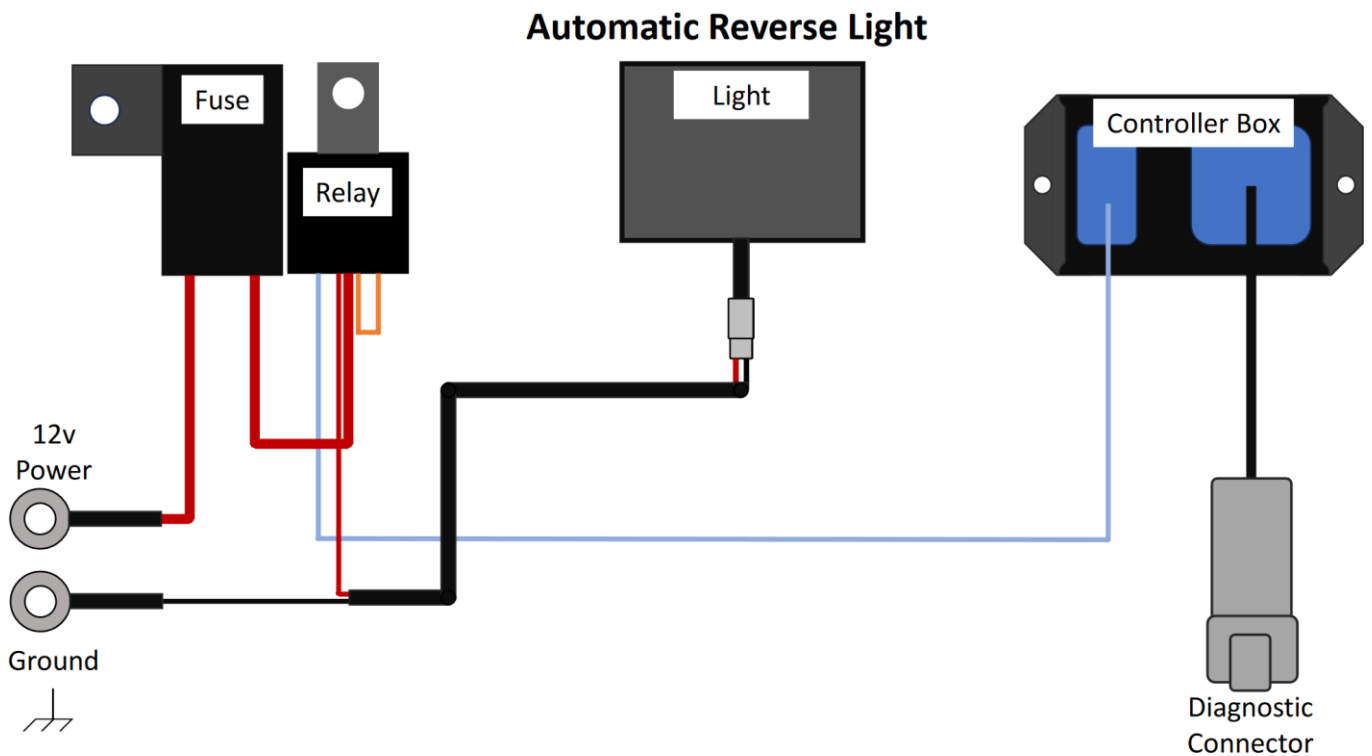 Automatic Reverse Light
Fuse
Relay
Light
Controller Box
12v
Power
Ground
Diagnostic
Connector